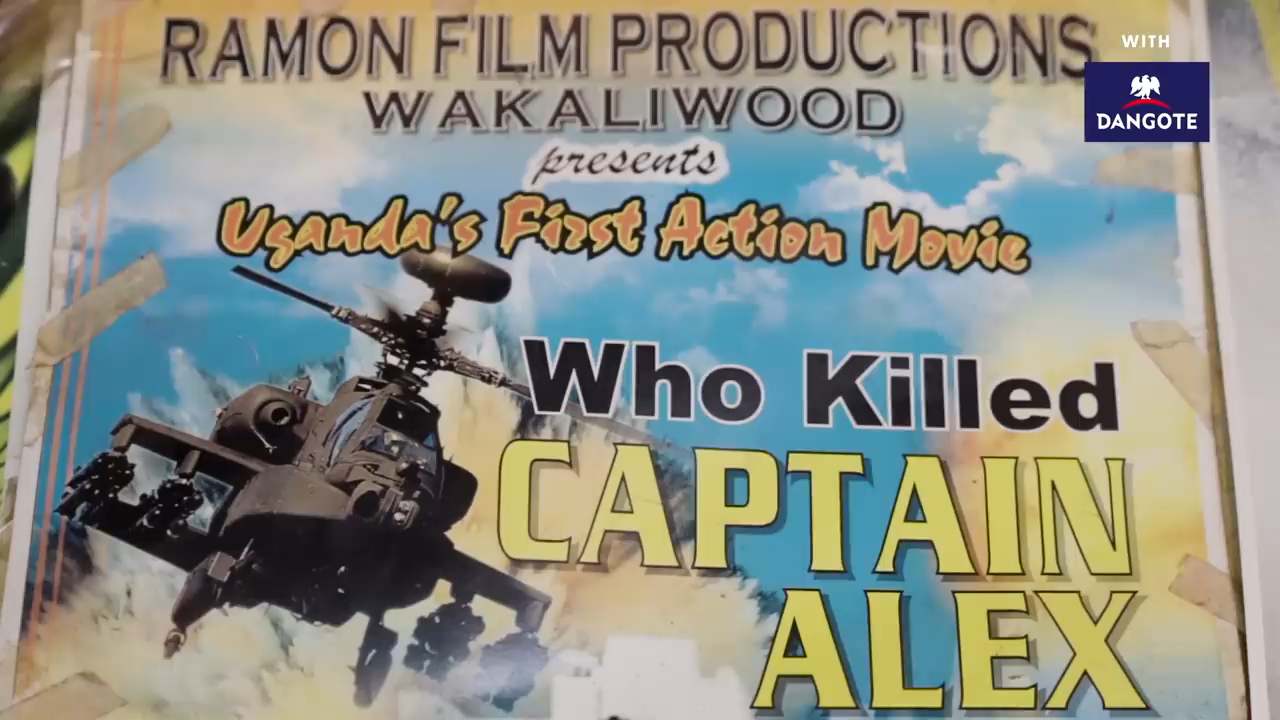 RAMON FILM PRODUCTIONS
WAKALIWOOD
presents
Uganda's First Action Movie
Who Killed
CAPTAIN
ALEX
WITH
DANGOTE